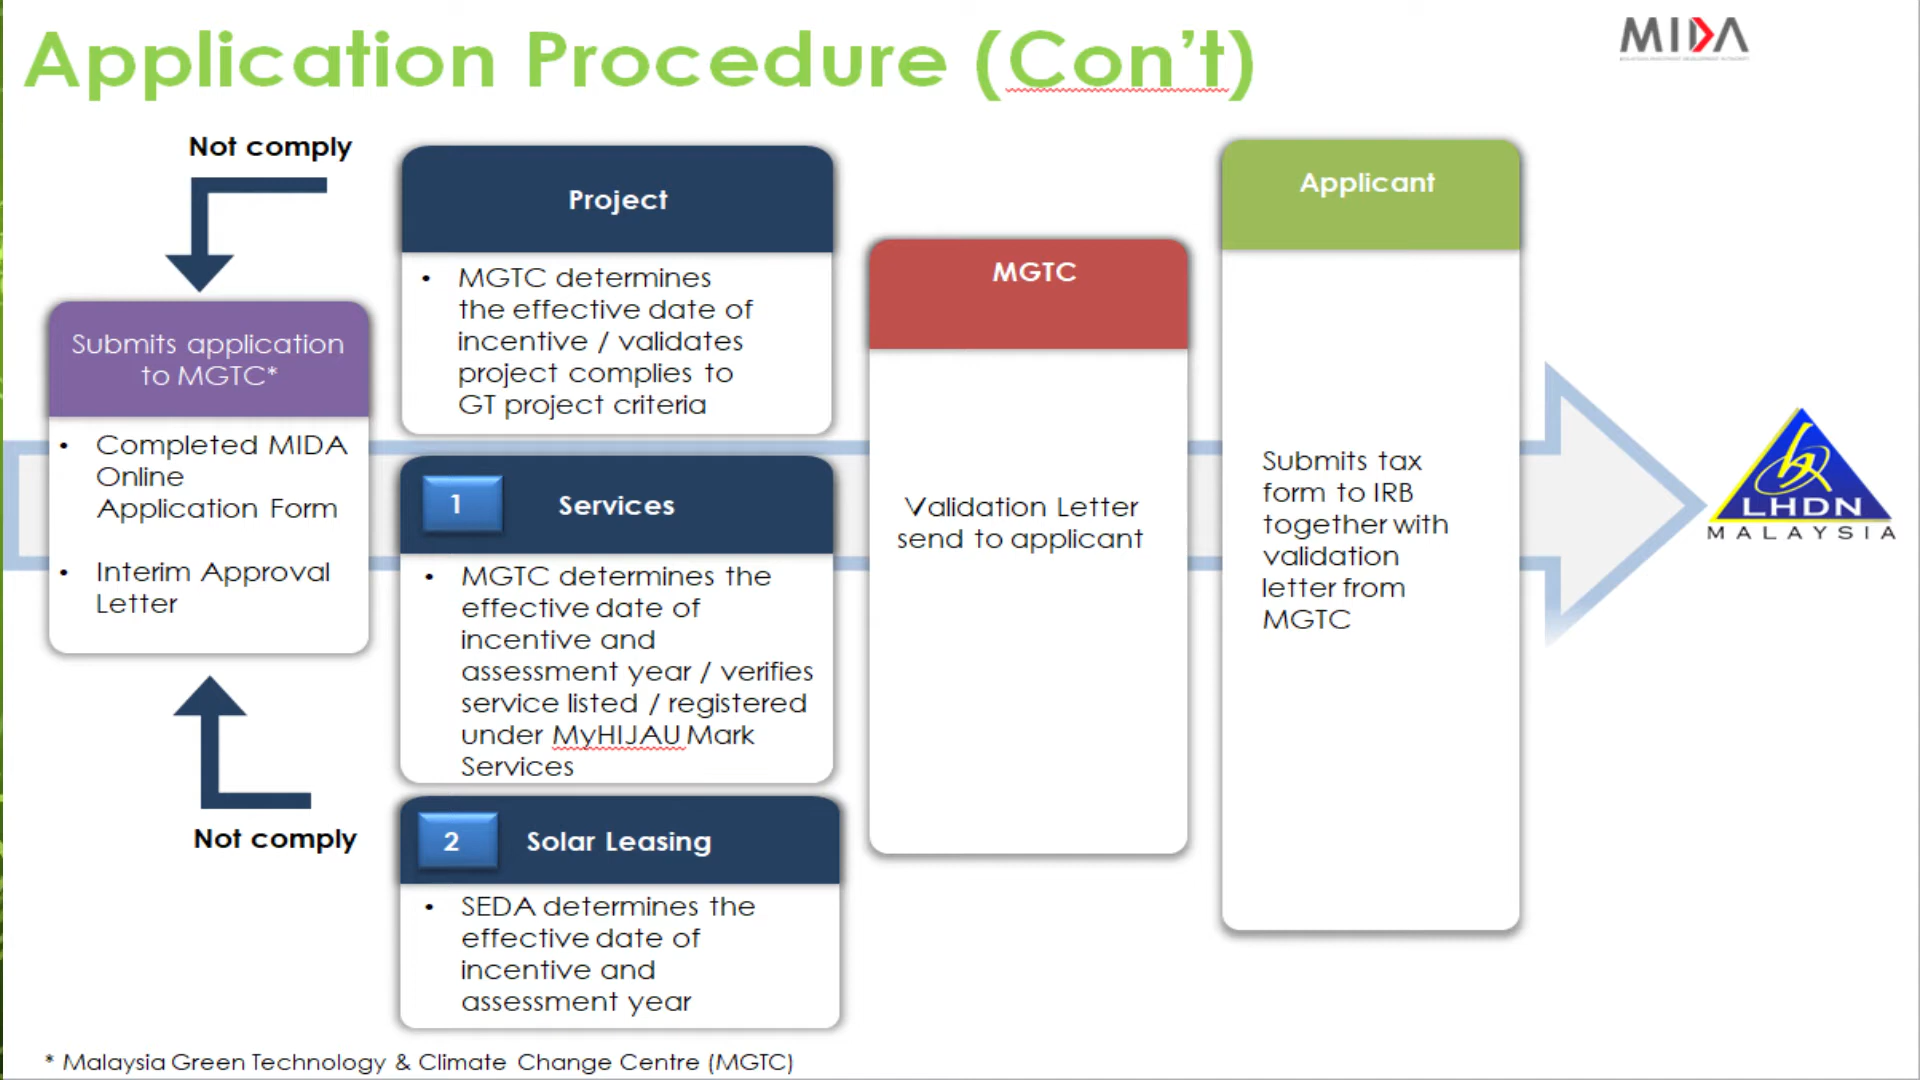 Application Procedure (Con't)
MIDA
Not comply
Submits application
to MGTC*
• Completed MIDA
Online
Application Form
• Interim Approval
Letter
Not comply
Project
• MGTC determines
the effective date of
incentive / validates
project complies to
GT project criteria
1
Services
• MGTC determines the
effective date of
incentive and
assessment year / verifies
service listed / registered
under MyHIJAU Mark
Services
2
Solar Leasing
• SEDA determines the
effective date of
incentive and
assessment year
MGTC
Validation Letter
send to applicant
Applicant
Submits tax
form to IRB
together with
validation
letter from
MGTC
LHDN
MALAYSIA
* Malaysia Green Technology & Climate Change Centre (MGTC)